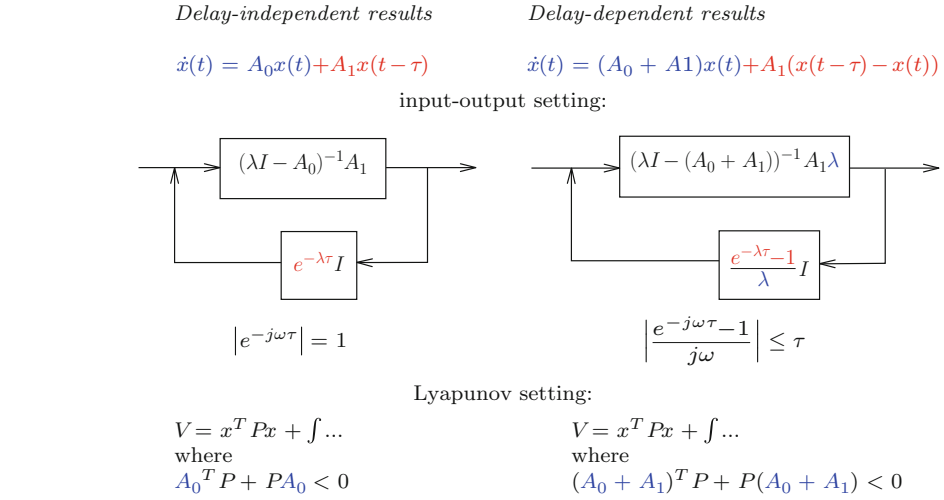 Delay-independent results
Delay-dependent results
ẋ(t) = A₀x(t)+A₁x(t−τ)
ẋ(t) = (A₀ + A1)x(t)+A₁(x(t−τ)−x(t))
input-output setting:
(λI − A₀)⁻¹A₁
(λI − (A₀ + A₁))⁻¹A₁λ
e^{−λτ}I
\frac{e^{−λτ}−1}{λ}I
|e^{−jωτ}| = 1
|\frac{e^{−jωτ}−1}{jω}| ≤ τ
Lyapunov setting:
V = xᵀPx + ∫ ...
where
A₀ᵀP + PA₀ < 0
V = xᵀPx + ∫ ...
where
(A₀ + A₁)ᵀP + P(A₀ + A₁) < 0